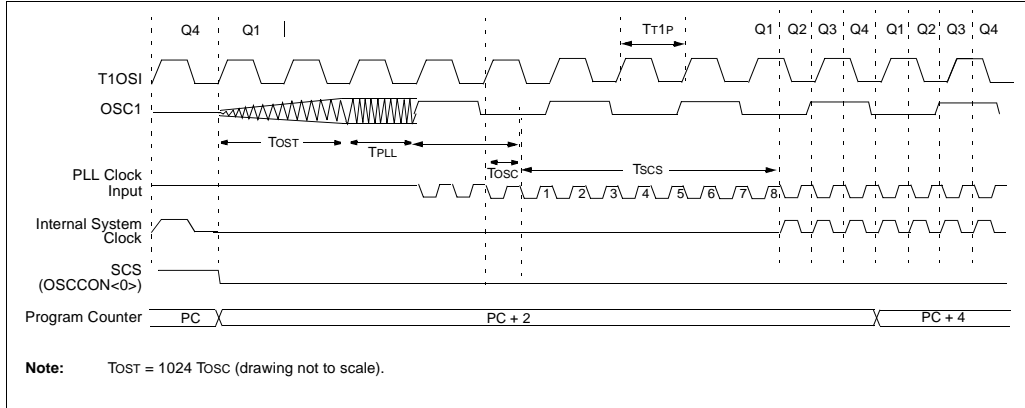 Q4 Q1 TT1P Q1 Q2 Q3 Q4 Q1 Q2 Q3 Q4
T1OSI
OSC1
TOST TPLL
TOSC TSCS
PLL Clock
Input
1 2 3 4 5 6 7 8
Internal System
Clock
SCS
(OSCCON<0>)
Program Counter PC PC + 2 PC + 4
Note: TOST = 1024 TOSC (drawing not to scale).